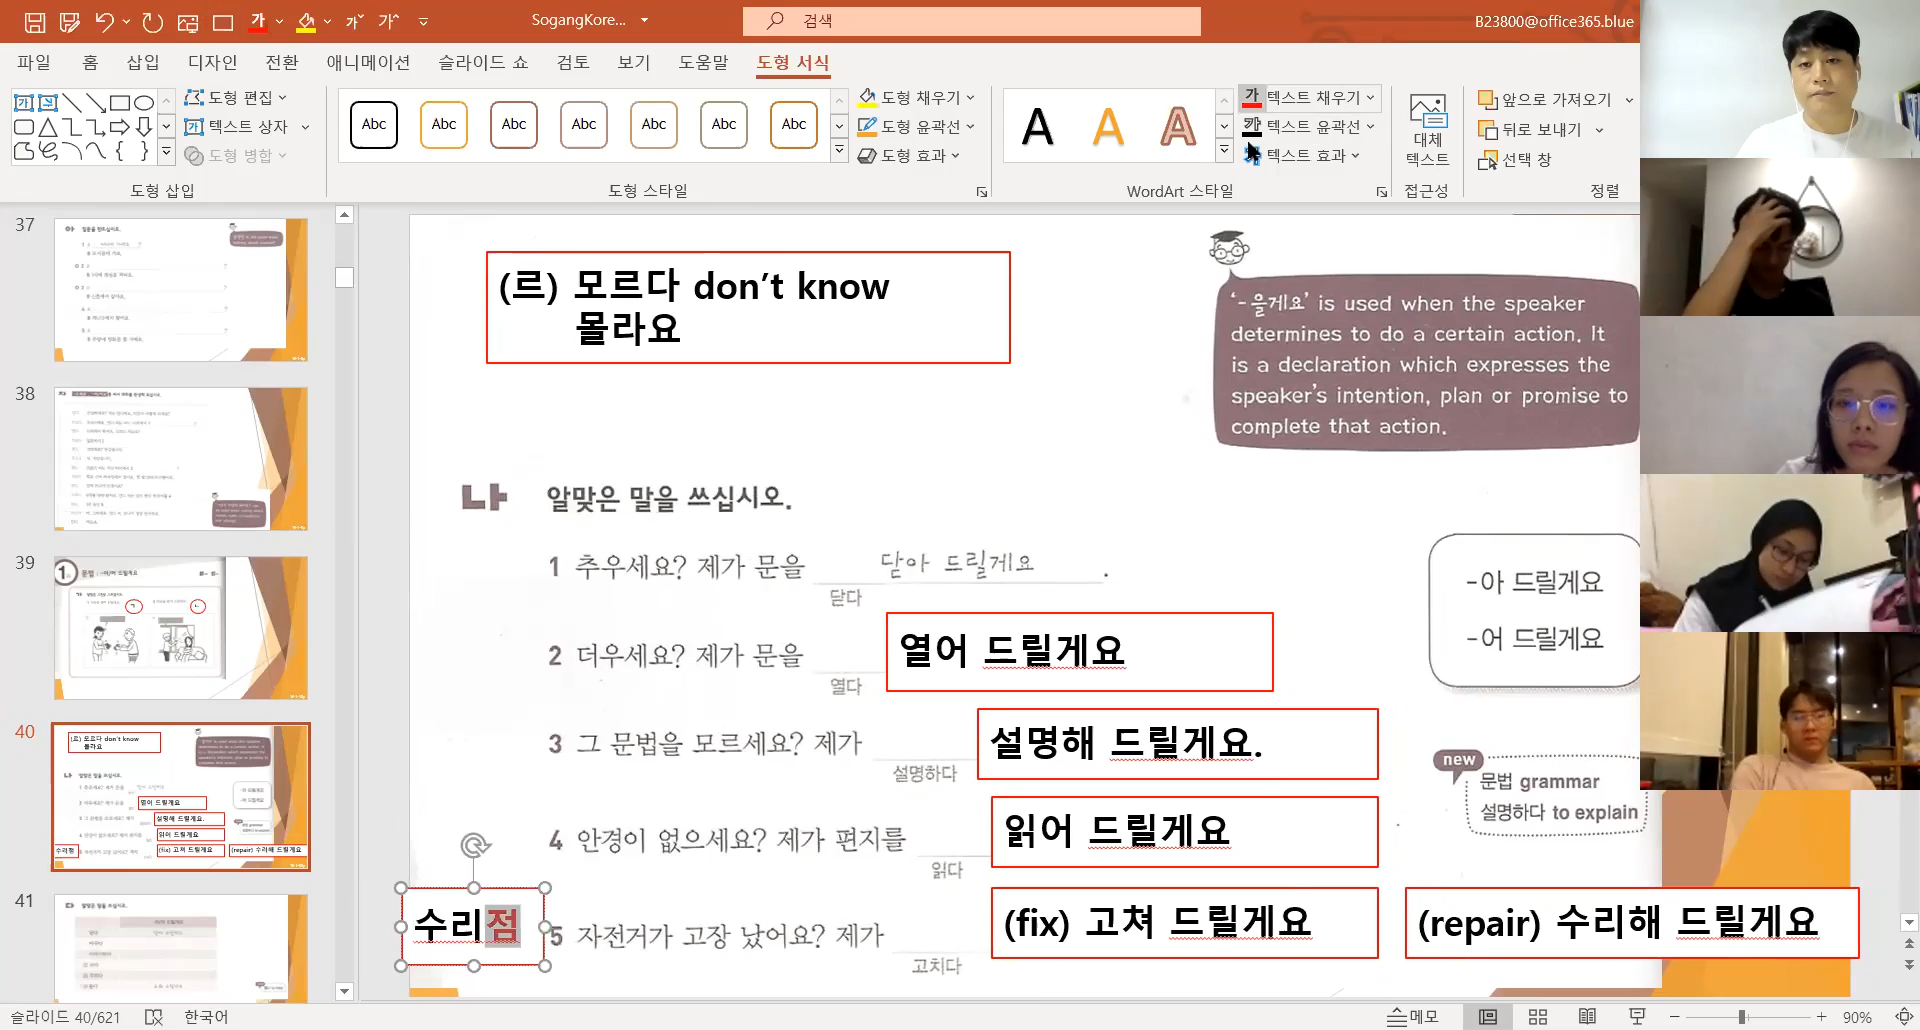 SogangKore...
검색
B23800@office365.blue
파일 홈 삽입 디자인 전환 애니메이션 슬라이드 쇼 검토 보기 도움말 도형 서식
도형 편집
텍스트 상자
도형 병합
도형 삽입
Abc Abc Abc Abc Abc Abc Abc
도형 채우기
도형 윤곽선
도형 효과
도형 스타일
A A A
텍스트 채우기
텍스트 윤곽선
텍스트 효과
WordArt 스타일
대체
텍스트
접근성
앞으로 가져오기
뒤로 보내기
선택 창
정렬
37
38
39
40
41
(르) 모르다 don't know
몰라요
'-을게요' is used when the speaker
determines to do a certain action. It
is a declaration which expresses the
speaker's intention, plan or promise to
complete that action.
나 알맞은 말을 쓰십시오.
1 추우세요? 제가 문을 닫아 드릴게요.
닫다
2 더우세요? 제가 문을 열어 드릴게요
열다
3 그 문법을 모르세요? 제가 설명해 드릴게요.
설명하다
4 안경이 없으세요? 제가 편지를 읽어 드릴게요
읽다
수리점
5 자전거가 고장 났어요? 제가 (fix) 고쳐 드릴게요 (repair) 수리해 드릴게요
고치다
-아 드릴게요
-어 드릴게요
new
문법 grammar
설명하다 to explain
슬라이드 40/621 한국어
메모
90%